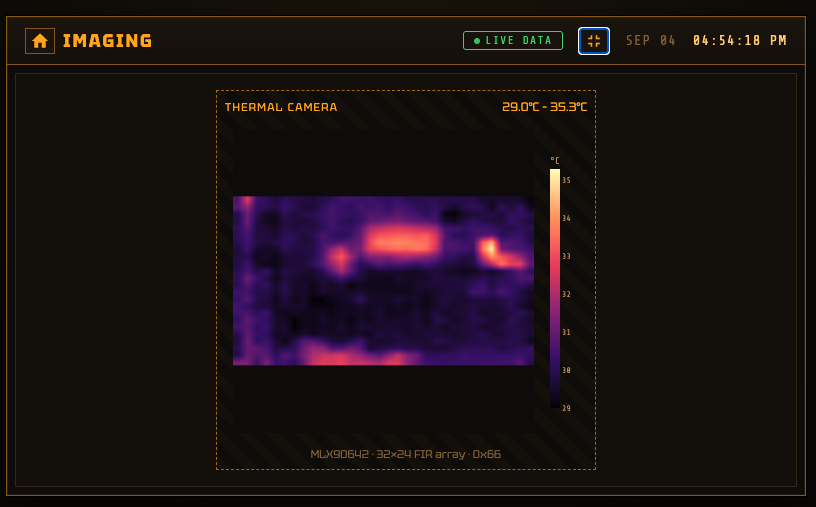 IMAGING
LIVE DATA
SEP 04 04:54:18 PM
THERMAL CAMERA
29.0°C - 35.3°C
°C
35
34
33
32
31
30
29
MLX90642 · 32×24 FIR array · 0x66